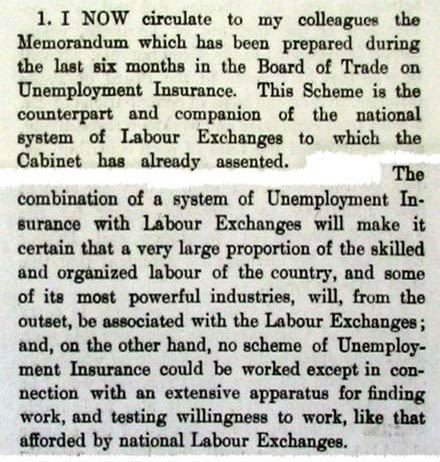 1. I NOW circulate to my colleagues the
Memorandum which has been prepared during
the last six months in the Board of Trade on
Unemployment Insurance. This Scheme is the
counterpart and companion of the national
system of Labour Exchanges to which the
Cabinet has already assented.
The
combination of a system of Unemployment In-
surance with Labour Exchanges will make it
certain that a very large proportion of the skilled
and organized labour of the country, and some
of its most powerful industries, will, from the
outset, be associated with the Labour Exchanges;
and, on the other hand, no scheme of Unemploy-
ment Insurance could be worked except in con-
nection with an extensive apparatus for finding
work, and testing willingness to work, like that
afforded by national Labour Exchanges.